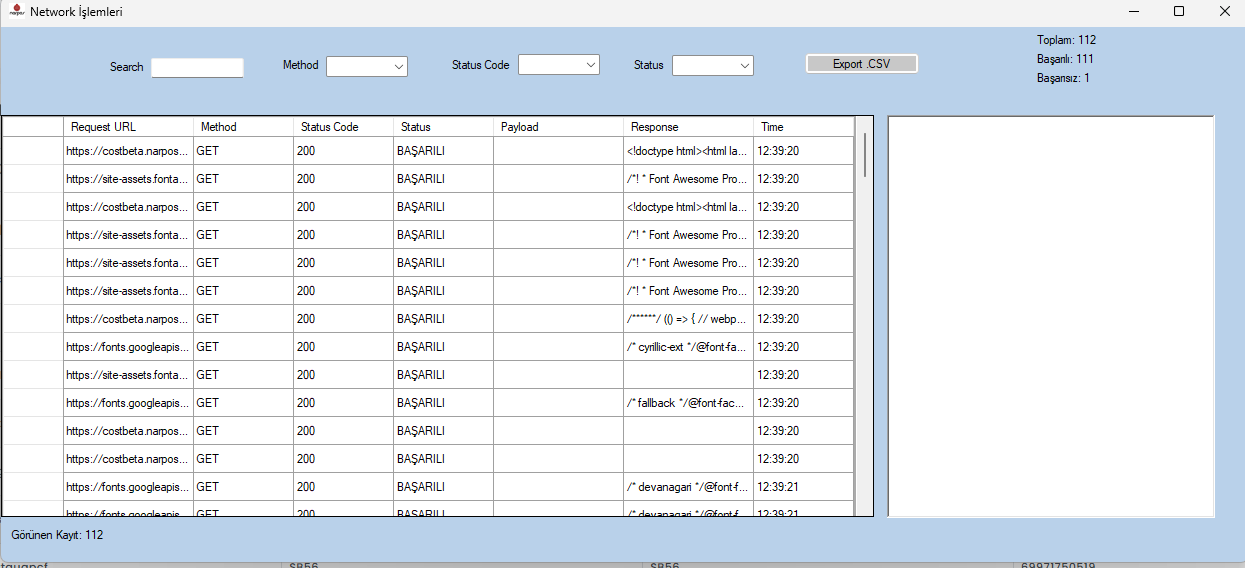 narpos
Network İşlemleri
Search
Method
Status Code
Status
Export .CSV
Toplam: 112
Başarılı: 111
Başarısız: 1
Request URL Method Status Code Status Payload Response Time
https://costbeta.narpos... GET 200 BAŞARILI <!doctype html><html la... 12:39:20
https://site-assets.fonta... GET 200 BAŞARILI /*! * Font Awesome Pro... 12:39:20
https://costbeta.narpos... GET 200 BAŞARILI <!doctype html><html la... 12:39:20
https://site-assets.fonta... GET 200 BAŞARILI /*! * Font Awesome Pro... 12:39:20
https://site-assets.fonta... GET 200 BAŞARILI /*! * Font Awesome Pro... 12:39:20
https://site-assets.fonta... GET 200 BAŞARILI /*! * Font Awesome Pro... 12:39:20
https://costbeta.narpos... GET 200 BAŞARILI /******/ (() => { // webp... 12:39:20
https://fonts.googleapis... GET 200 BAŞARILI /* cyrillic-ext */@font-fa... 12:39:20
https://site-assets.fonta... GET 200 BAŞARILI 12:39:20
https://fonts.googleapis... GET 200 BAŞARILI /* fallback */@font-fac... 12:39:20
https://costbeta.narpos... GET 200 BAŞARILI 12:39:20
https://costbeta.narpos... GET 200 BAŞARILI 12:39:20
https://fonts.googleapis... GET 200 BAŞARILI /* devanagari */@font-f... 12:39:21
https://fonts.googleapis... GET 200 BAŞARILI /* devanagari */@font-f... 12:39:21
Görünen Kayıt: 112